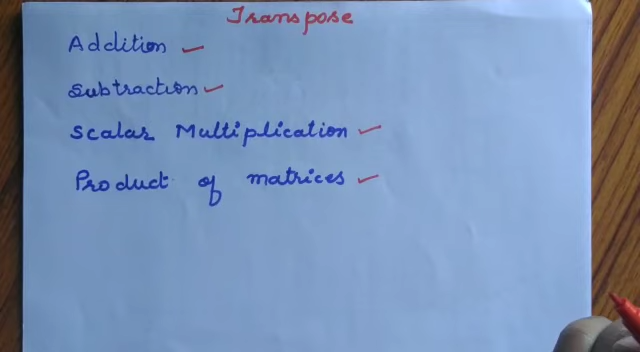 Transpose
Addition ✓
Subtraction ✓
Scalar Multiplication ✓
Product of matrices ✓